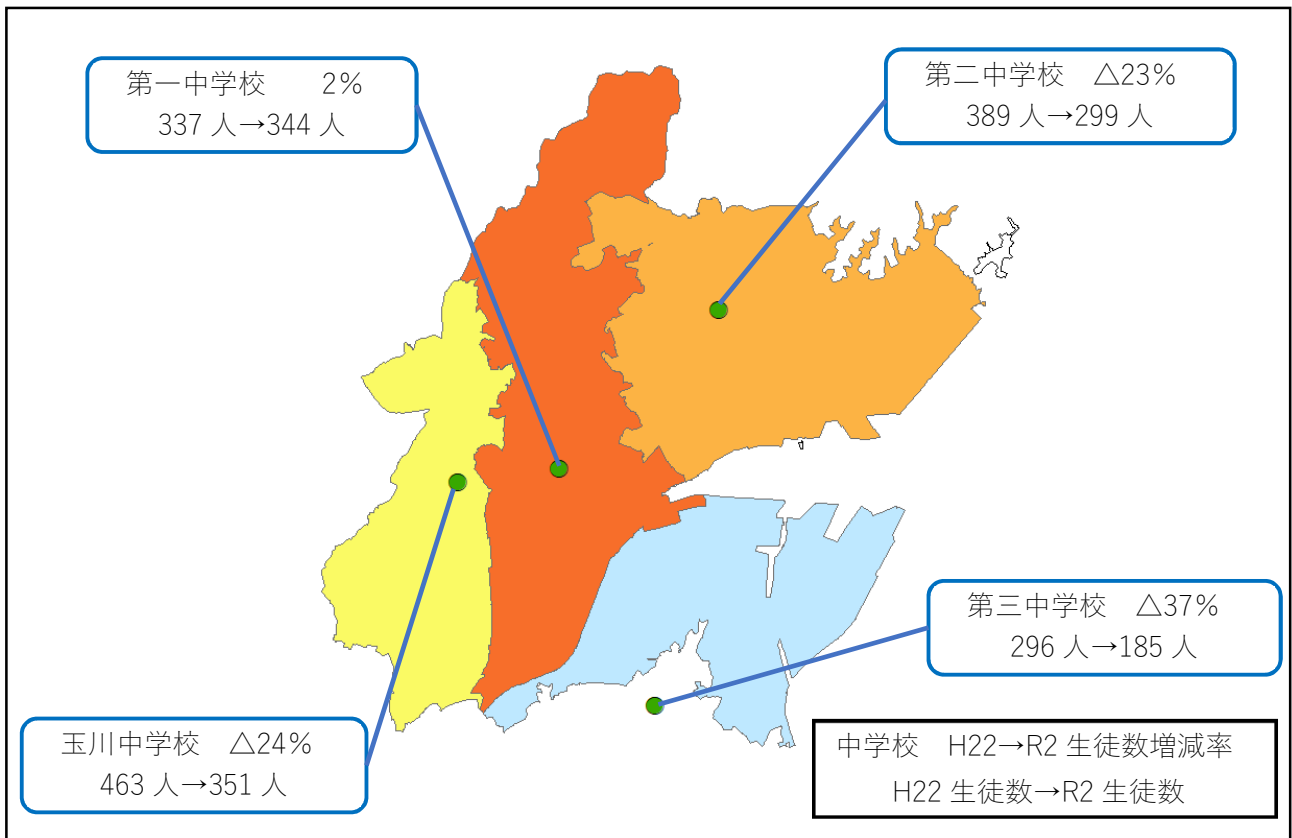 第一中学校　　2%
337 人→344 人
第二中学校　△23%
389 人→299 人
第三中学校　△37%
296 人→185 人
玉川中学校　△24%
463 人→351 人
中学校　H22→R2 生徒数増減率
H22 生徒数→R2 生徒数